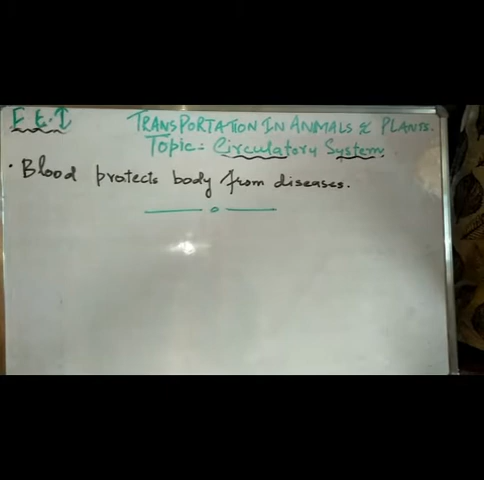 TRANSPORTATION IN ANIMALS & PLANTS.
Topic:- Circulatory System.
· Blood protects body from diseases.